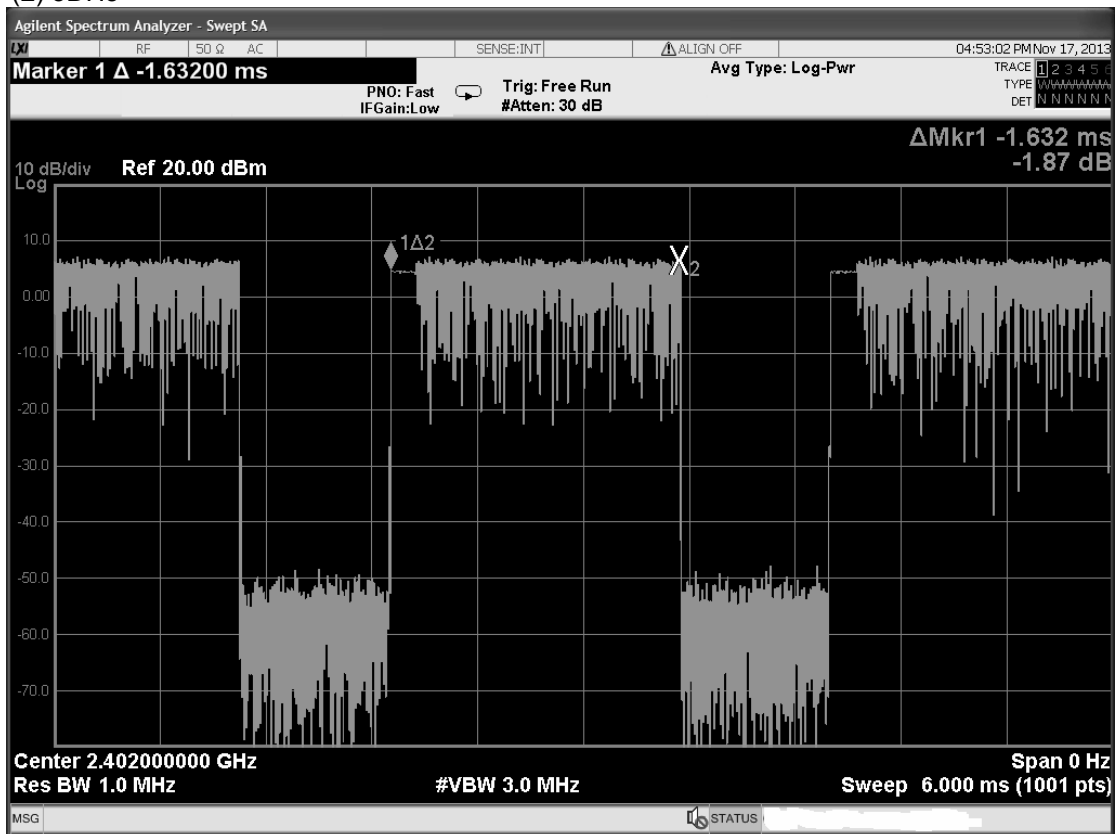 Agilent Spectrum Analyzer - Swept SA
LXI RF 50 Ω AC SENSE:INT ALIGN OFF 04:53:02 PM Nov 17, 2013
Marker 1 Δ -1.63200 ms
PNO: Fast
IFGain:Low
Trig: Free Run
#Atten: 30 dB
Avg Type: Log-Pwr
TRACE 1 2 3 4 5 6
TYPE
DET N N N N N N
ΔMkr1 -1.632 ms
-1.87 dB
10 dB/div Ref 20.00 dBm
Log
10.0
1Δ2
X2
0.00
-10.0
-20.0
-30.0
-40.0
-50.0
-60.0
-70.0
Center 2.402000000 GHz Span 0 Hz
Res BW 1.0 MHz #VBW 3.0 MHz Sweep 6.000 ms (1001 pts)
MSG STATUS